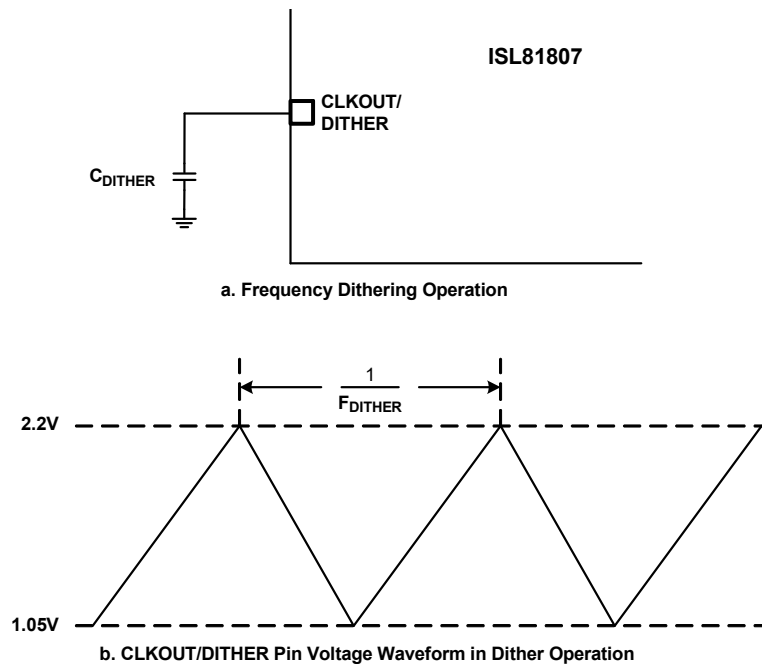 ISL81807
CLKOUT/
DITHER
CDITHER
a. Frequency Dithering Operation
1
FDITHER
2.2V
1.05V
b. CLKOUT/DITHER Pin Voltage Waveform in Dither Operation